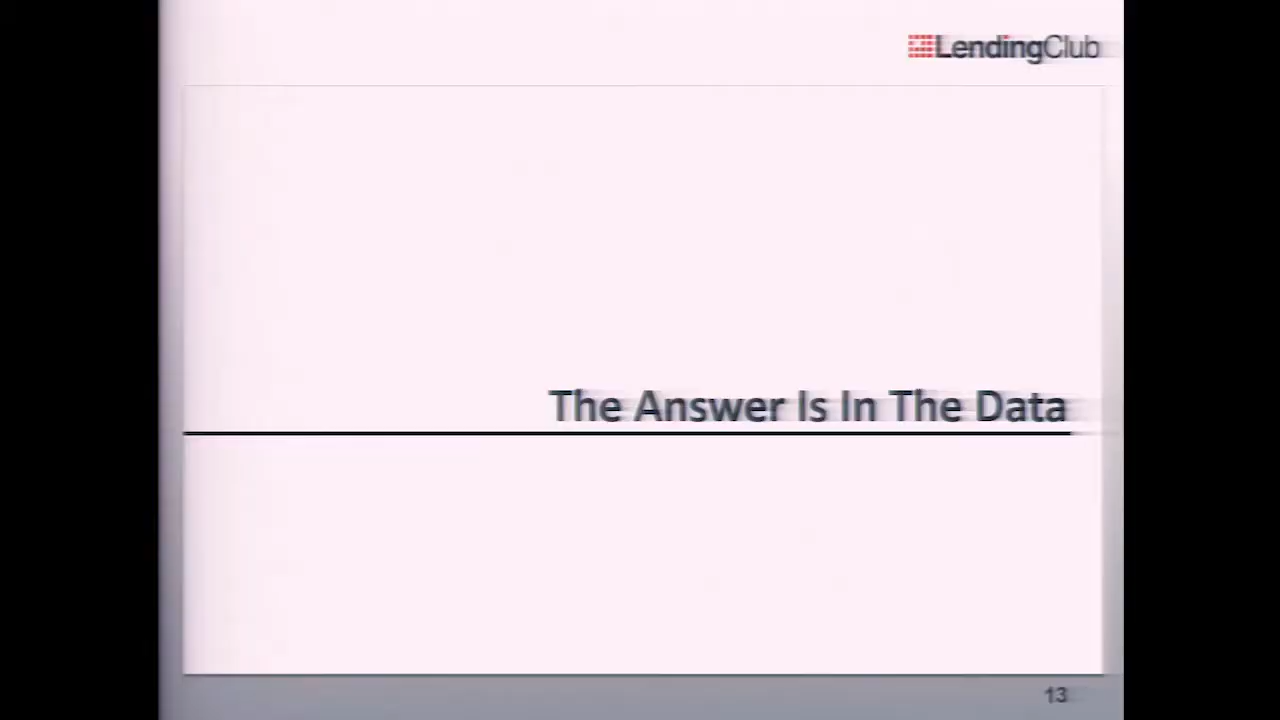 LendingClub
The Answer Is In The Data
13